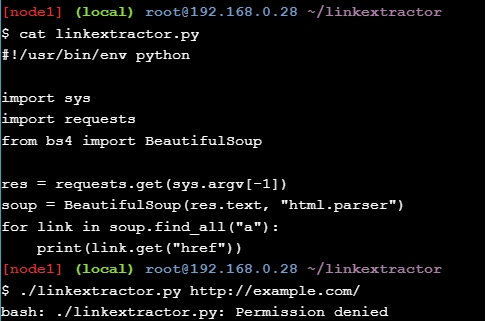 [node1] (local) root@192.168.0.28 ~/linkextractor
$ cat linkextractor.py
#!/usr/bin/env python
import sys
import requests
from bs4 import BeautifulSoup
res = requests.get(sys.argv[-1])
soup = BeautifulSoup(res.text, "html.parser")
for link in soup.find_all("a"):
    print(link.get("href"))
[node1] (local) root@192.168.0.28 ~/linkextractor
$ ./linkextractor.py http://example.com/
bash: ./linkextractor.py: Permission denied